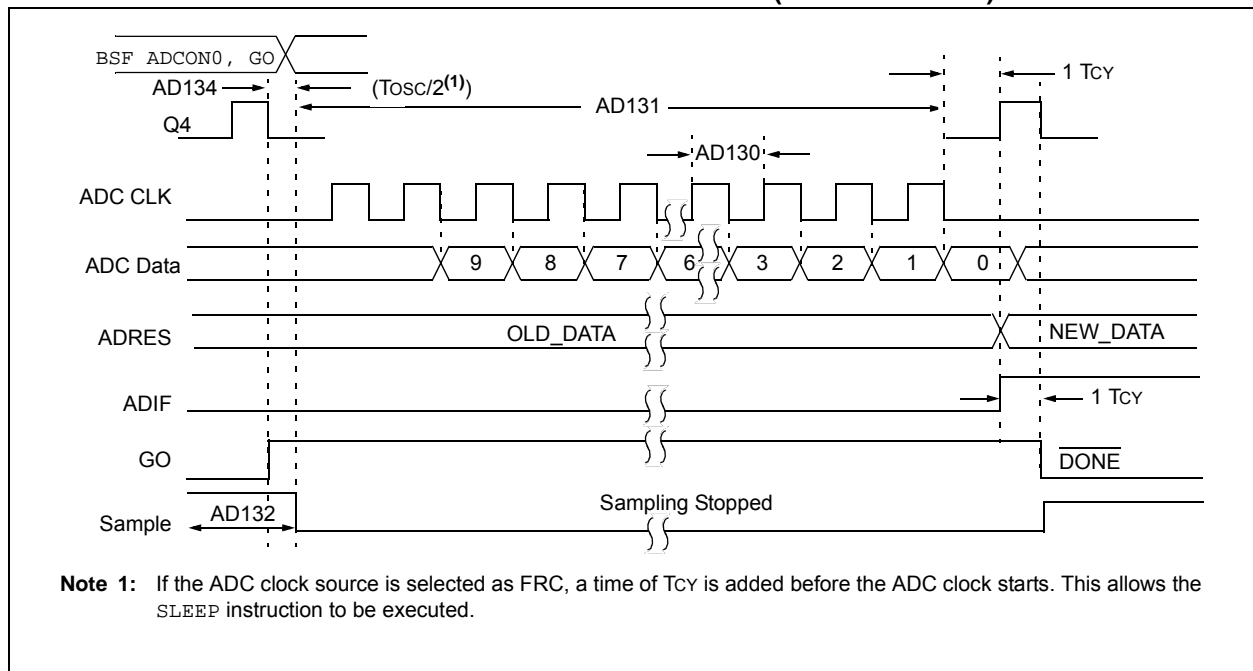 BSF ADCON0, GO
AD134
(TOSC/2(1))
1 TCY
AD131
Q4
AD130
ADC CLK
ADC Data
9 8 7 6 3 2 1 0
ADRES
OLD_DATA
NEW_DATA
ADIF
1 TCY
GO
DONE
Sample
AD132
Sampling Stopped
Note 1: If the ADC clock source is selected as FRC, a time of TCY is added before the ADC clock starts. This allows the
SLEEP instruction to be executed.